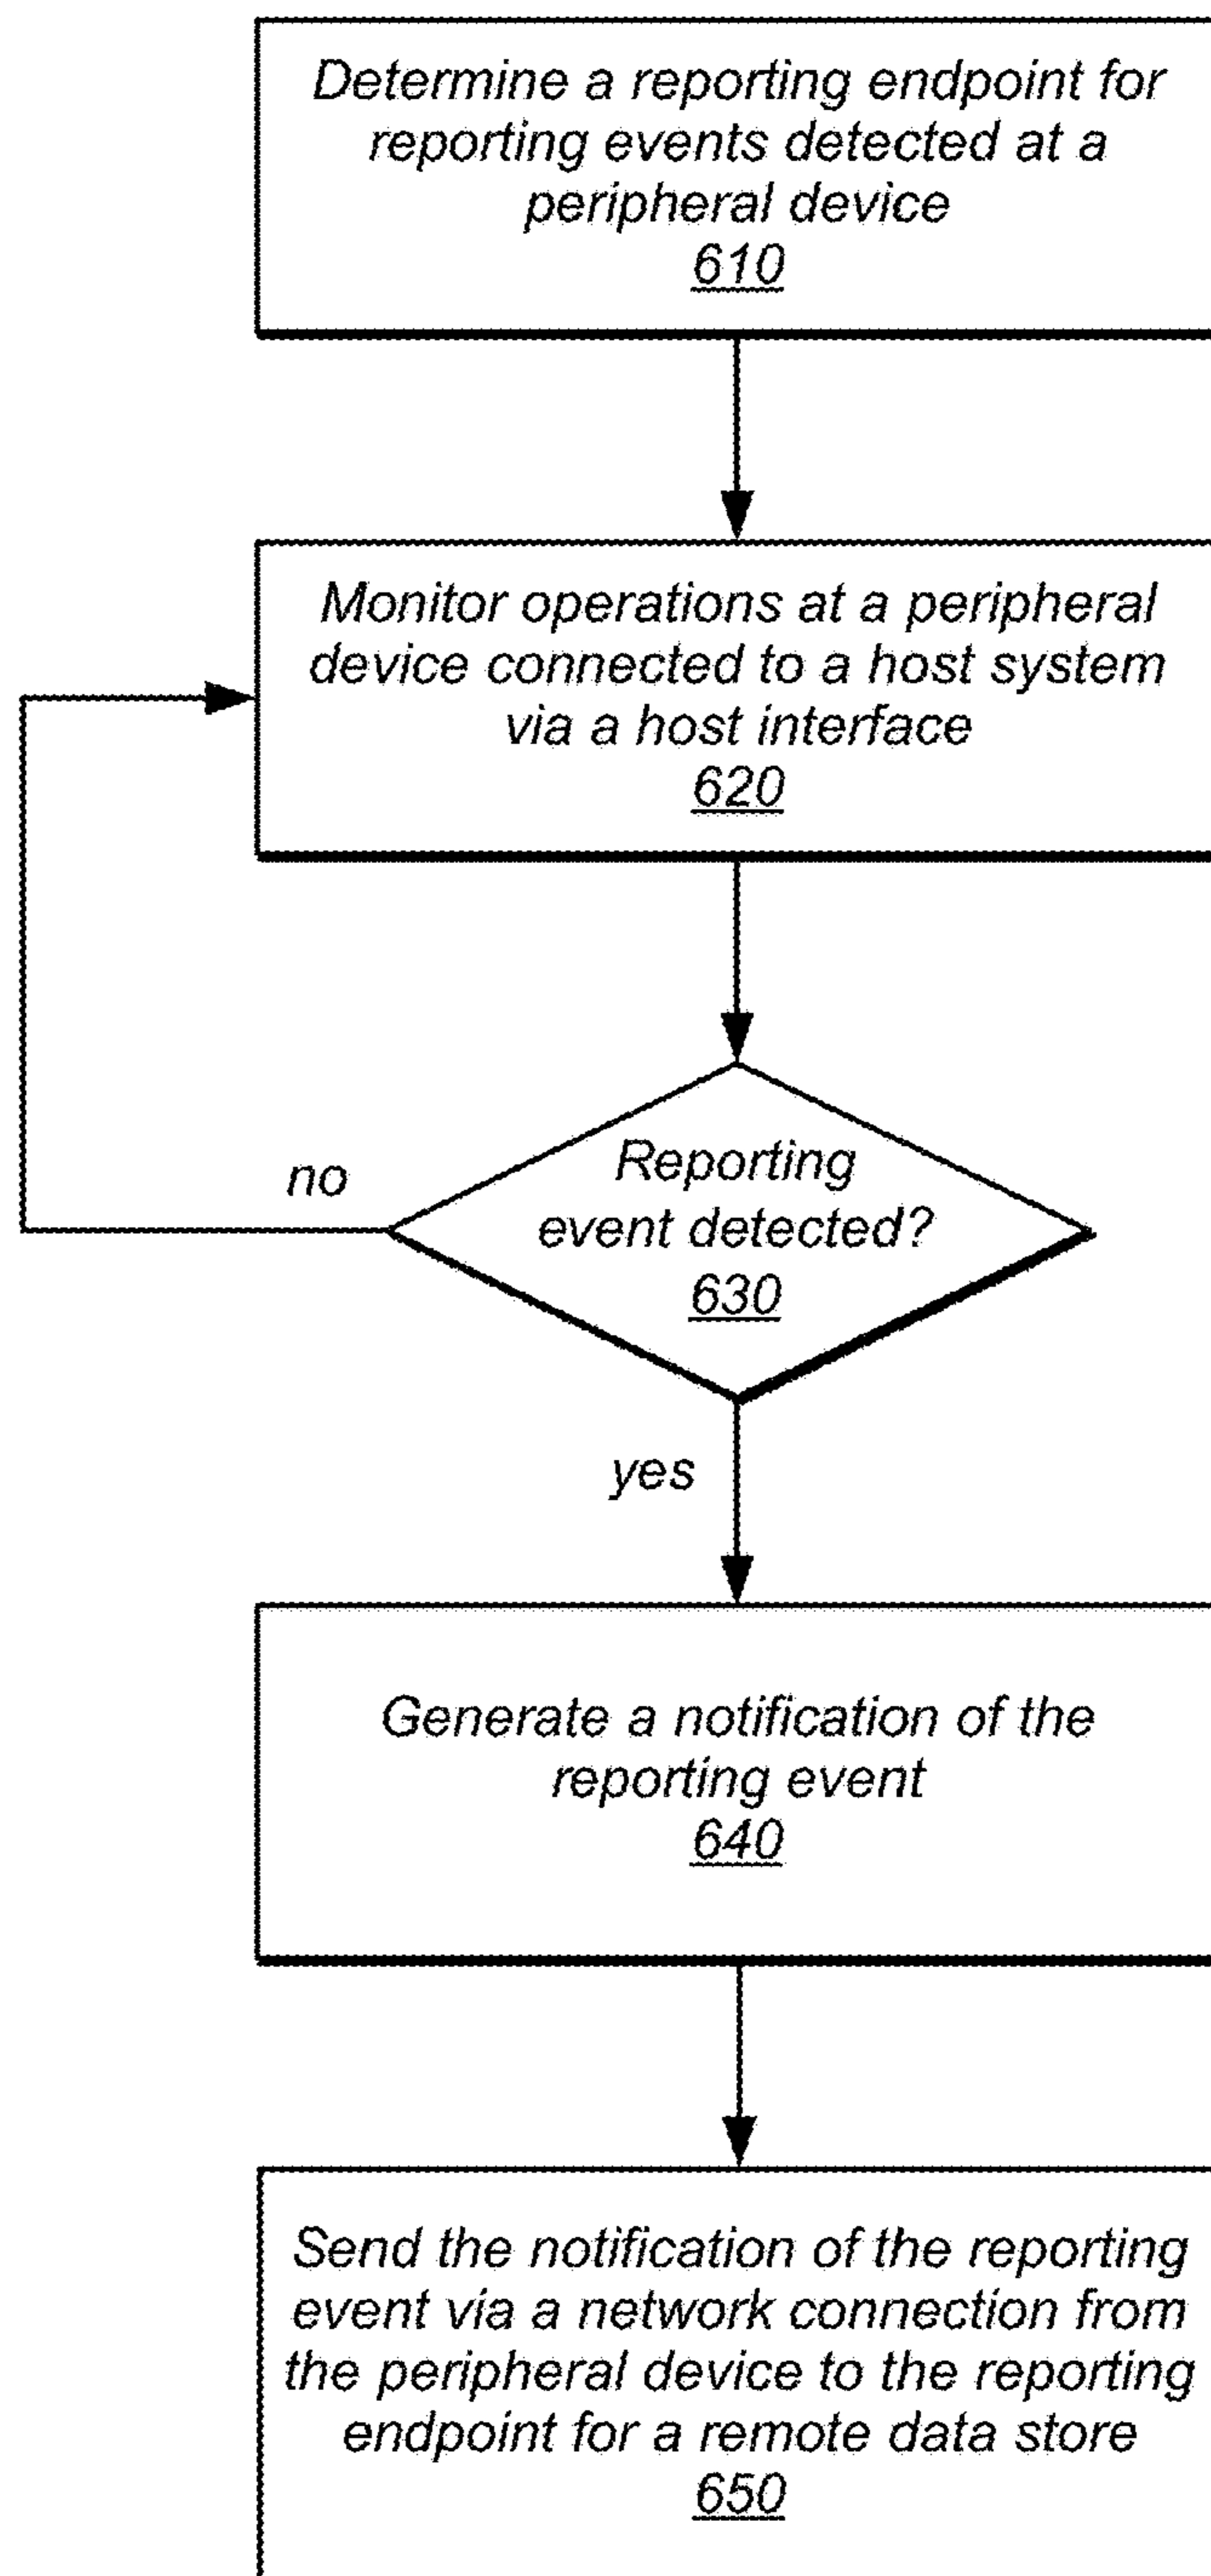 Determine a reporting endpoint for
reporting events detected at a
peripheral device
610
Monitor operations at a peripheral
device connected to a host system
via a host interface
620
no
Reporting
event detected?
630
yes
Generate a notification of the
reporting event
640
Send the notification of the reporting
event via a network connection from
the peripheral device to the reporting
endpoint for a remote data store
650